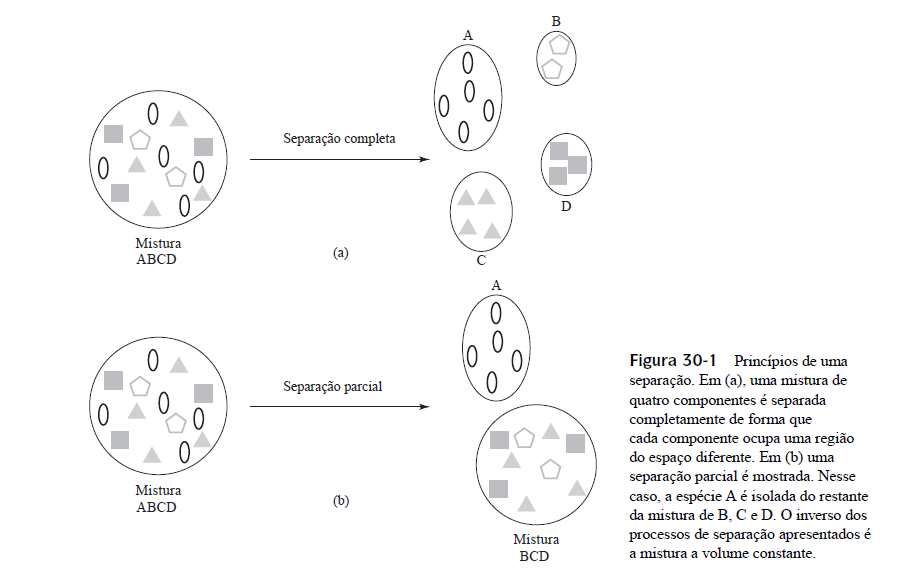 A
B
Separação completa
D
Mistura
ABCD
(a)
C
A
Separação parcial
Mistura
ABCD
(b)
Mistura
BCD
Figura 30-1 Princípios de uma
separação. Em (a), uma mistura de
quatro componentes é separada
completamente de forma que
cada componente ocupa uma região
do espaço diferente. Em (b) uma
separação parcial é mostrada. Nesse
caso, a espécie A é isolada do restante
da mistura de B, C e D. O inverso dos
processos de separação apresentados é
a mistura a volume constante.